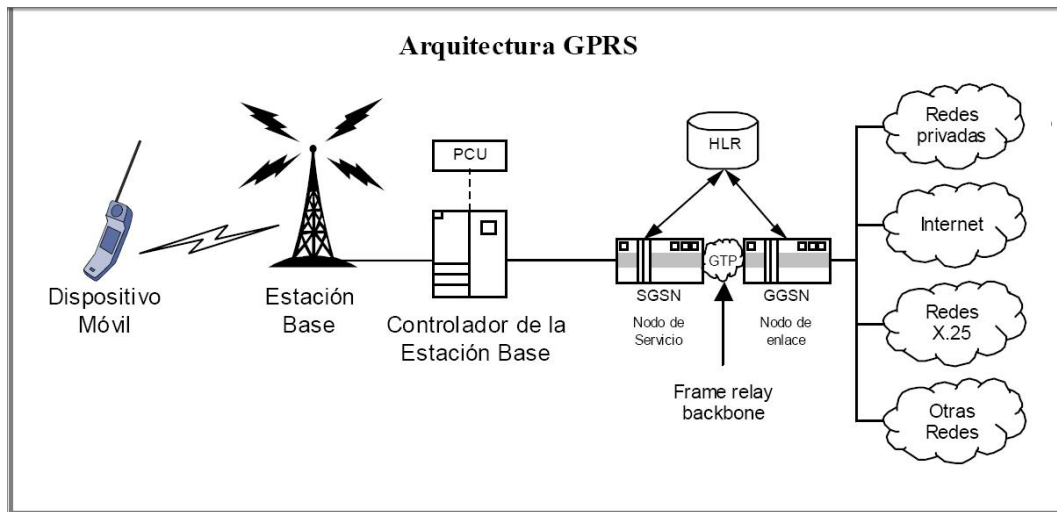 Arquitectura GPRS
PCU
HLR
Dispositivo
Móvil
Estación
Base
Controlador de la
Estación Base
SGSN
Nodo de
Servicio
GTP
GGSN
Nodo de
enlace
Frame relay
backbone
Redes
privadas
Internet
Redes
X.25
Otras
Redes